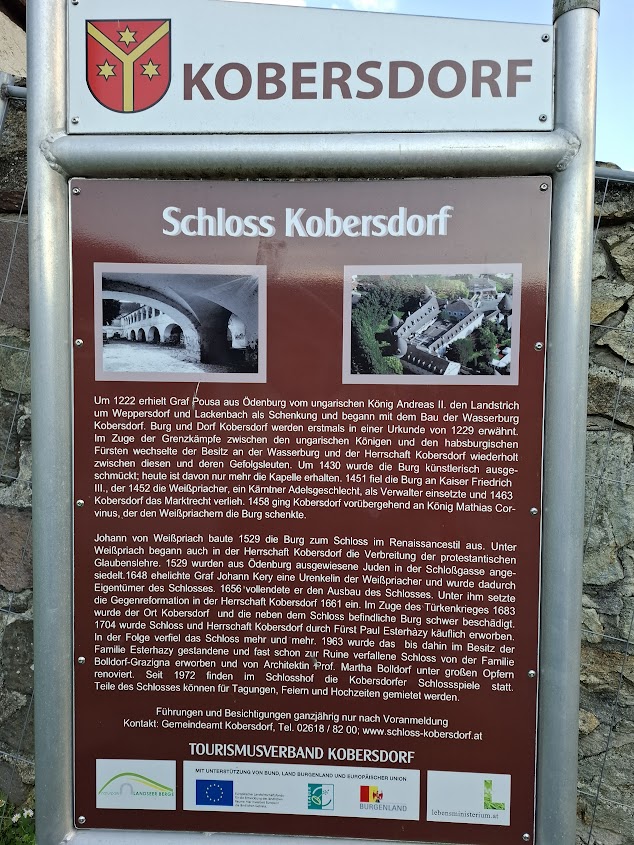 KOBERSDORF
Schloss Kobersdorf
Um 1222 erhielt Graf Pousa aus Ödenburg vom ungarischen König Andreas II. den Landstrich
um Weppersdorf und Lackenbach als Schenkung und begann mit dem Bau der Wasserburg
Kobersdorf. Burg und Dorf Kobersdorf werden erstmals in einer Urkunde von 1229 erwähnt.
Im Zuge der Grenzkämpfe zwischen den ungarischen Königen und den habsburgischen
Fürsten wechselte der Besitz an der Wasserburg und der Herrschaft Kobersdorf wiederholt
zwischen diesen und deren Gefolgsleuten. Um 1430 wurde die Burg künstlerisch ausge-
schmückt; heute ist davon nur mehr die Kapelle erhalten. 1451 fiel die Burg an Kaiser Friedrich
III., der 1452 die Weißpriacher, ein Kärntner Adelsgeschlecht, als Verwalter einsetzte und 1463
Kobersdorf das Marktrecht verlieh. 1458 ging Kobersdorf vorübergehend an König Mathias Cor-
vinus, der den Weißpriachern die Burg schenkte.
Johann von Weißpriach baute 1529 die Burg zum Schloss im Renaissancestil aus. Unter
Weißpriach begann auch in der Herrschaft Kobersdorf die Verbreitung der protestantischen
Glaubenslehre. 1529 wurden aus Ödenburg ausgewiesene Juden in der Schloßgasse ange-
siedelt.1648 ehelichte Graf Johann Kery eine Urenkelin der Weißpriacher und wurde dadurch
Eigentümer des Schlosses. 1656 vollendete er den Ausbau des Schlosses. Unter ihm setzte
die Gegenreformation in der Herrschaft Kobersdorf 1661 ein. Im Zuge des Türkenkrieges 1683
wurde der Ort Kobersdorf und die neben dem Schloss befindliche Burg schwer beschädigt.
1704 wurde Schloss und Herrschaft Kobersdorf durch Fürst Paul Esterhàzy käuflich erworben.
In der Folge verfiel das Schloss mehr und mehr. 1963 wurde das bis dahin im Besitz der
Familie Esterhazy gestandene und fast schon zur Ruine verfallene Schloss von der Familie
Bolldorf-Grazigna erworben und von Architektin Prof. Martha Bolldorf unter großen Opfern
renoviert. Seit 1972 finden im Schlosshof die Kobersdorfer Schlossspiele statt.
Teile des Schlosses können für Tagungen, Feiern und Hochzeiten gemietet werden.
Führungen und Besichtigungen ganzjährig nur nach Voranmeldung
Kontakt: Gemeindeamt Kobersdorf, Tel. 02618 / 82 00; www.schloss-kobersdorf.at
TOURISMUSVERBAND KOBERSDORF
MIT UNTERSTÜTZUNG VON BUND, LAND BURGENLAND UND EUROPÄISCHER UNION
LANDSEER BERGE
BURGENLAND
lebensministerium.at